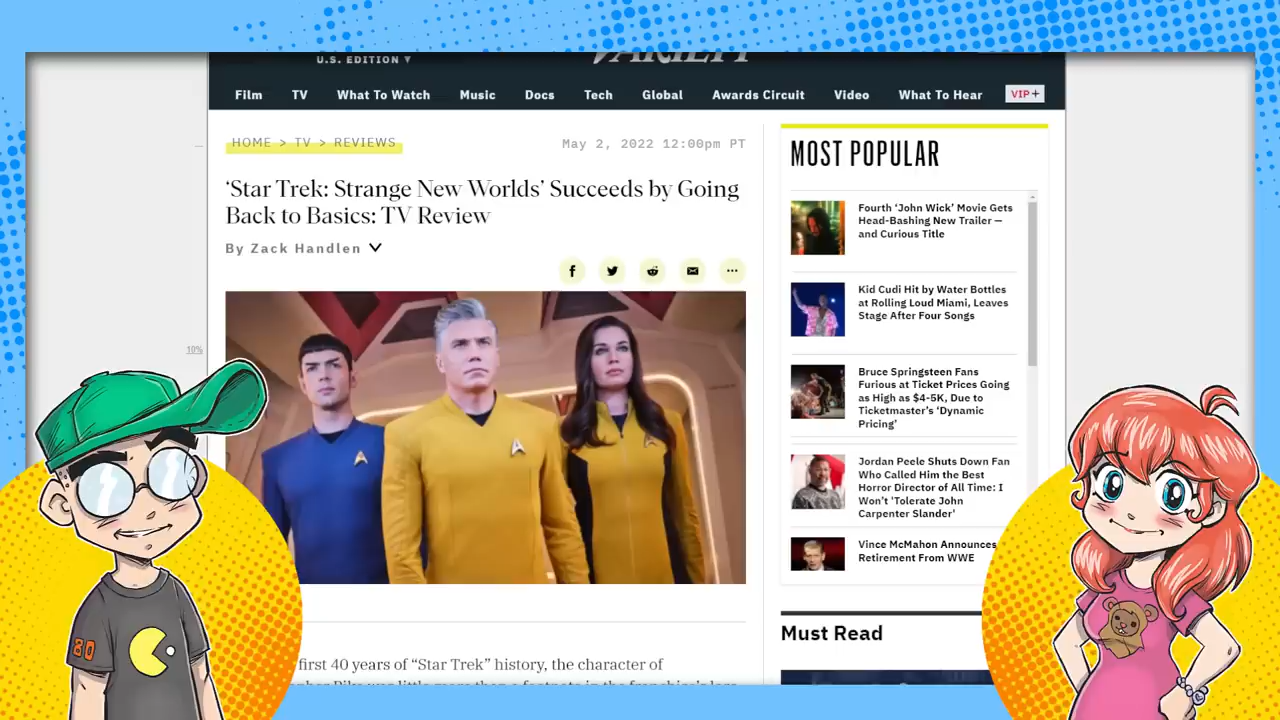 VARIETY
U.S. EDITION ▼
Film TV What To Watch Music Docs Tech Global Awards Circuit Video What To Hear VIP+
HOME > TV > REVIEWS
May 2, 2022 12:00pm PT
‘Star Trek: Strange New Worlds’ Succeeds by Going
Back to Basics: TV Review
By Zack Handlen
10%
first 40 years of “Star Trek” history, the character of
MOST POPULAR
Fourth ‘John Wick’ Movie Gets
Head-Bashing New Trailer —
and Curious Title
Kid Cudi Hit by Water Bottles
at Rolling Loud Miami, Leaves
Stage After Four Songs
Bruce Springsteen Fans
Furious at Ticket Prices Going
as High as $4-5K, Due to
Ticketmaster’s ‘Dynamic
Pricing’
Jordan Peele Shuts Down Fan
Who Called Him the Best
Horror Director of All Time: I
Won’t ‘Tolerate John
Carpenter Slander’
Vince McMahon Announces
Retirement From WWE
Must Read
80